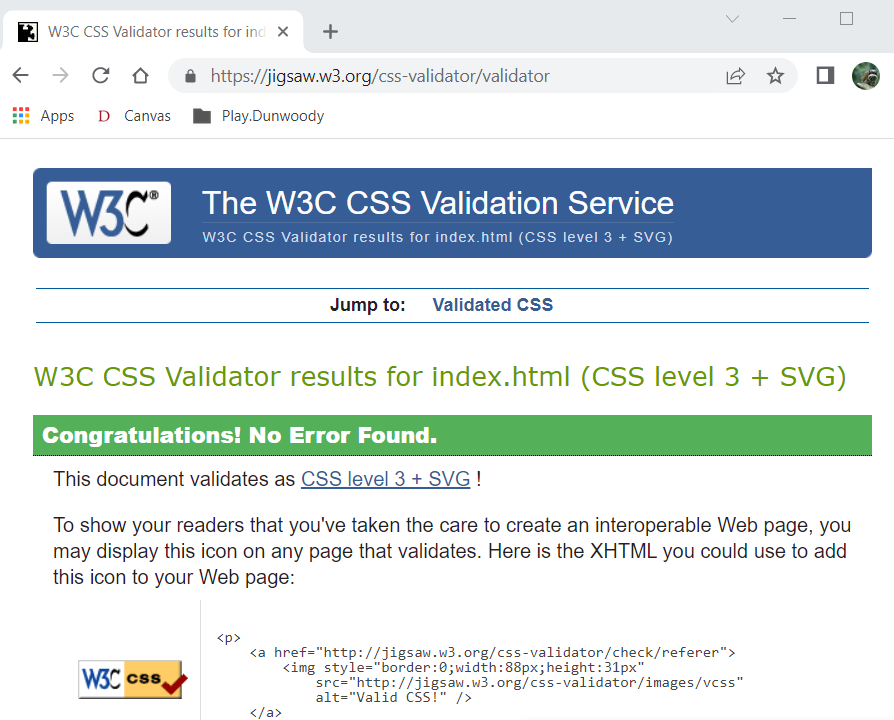 W3C CSS Validator results for ind
https://jigsaw.w3.org/css-validator/validator
Apps D Canvas Play.Dunwoody
W3C®
The W3C CSS Validation Service
W3C CSS Validator results for index.html (CSS level 3 + SVG)
Jump to: Validated CSS
W3C CSS Validator results for index.html (CSS level 3 + SVG)
Congratulations! No Error Found.
This document validates as CSS level 3 + SVG !
To show your readers that you've taken the care to create an interoperable Web page, you
may display this icon on any page that validates. Here is the XHTML you could use to add
this icon to your Web page:
<p>
<a href="http://jigsaw.w3.org/css-validator/check/referer">
<img style="border:0;width:88px;height:31px"
src="http://jigsaw.w3.org/css-validator/images/vcss"
alt="Valid CSS!" />
</a>
W3C css